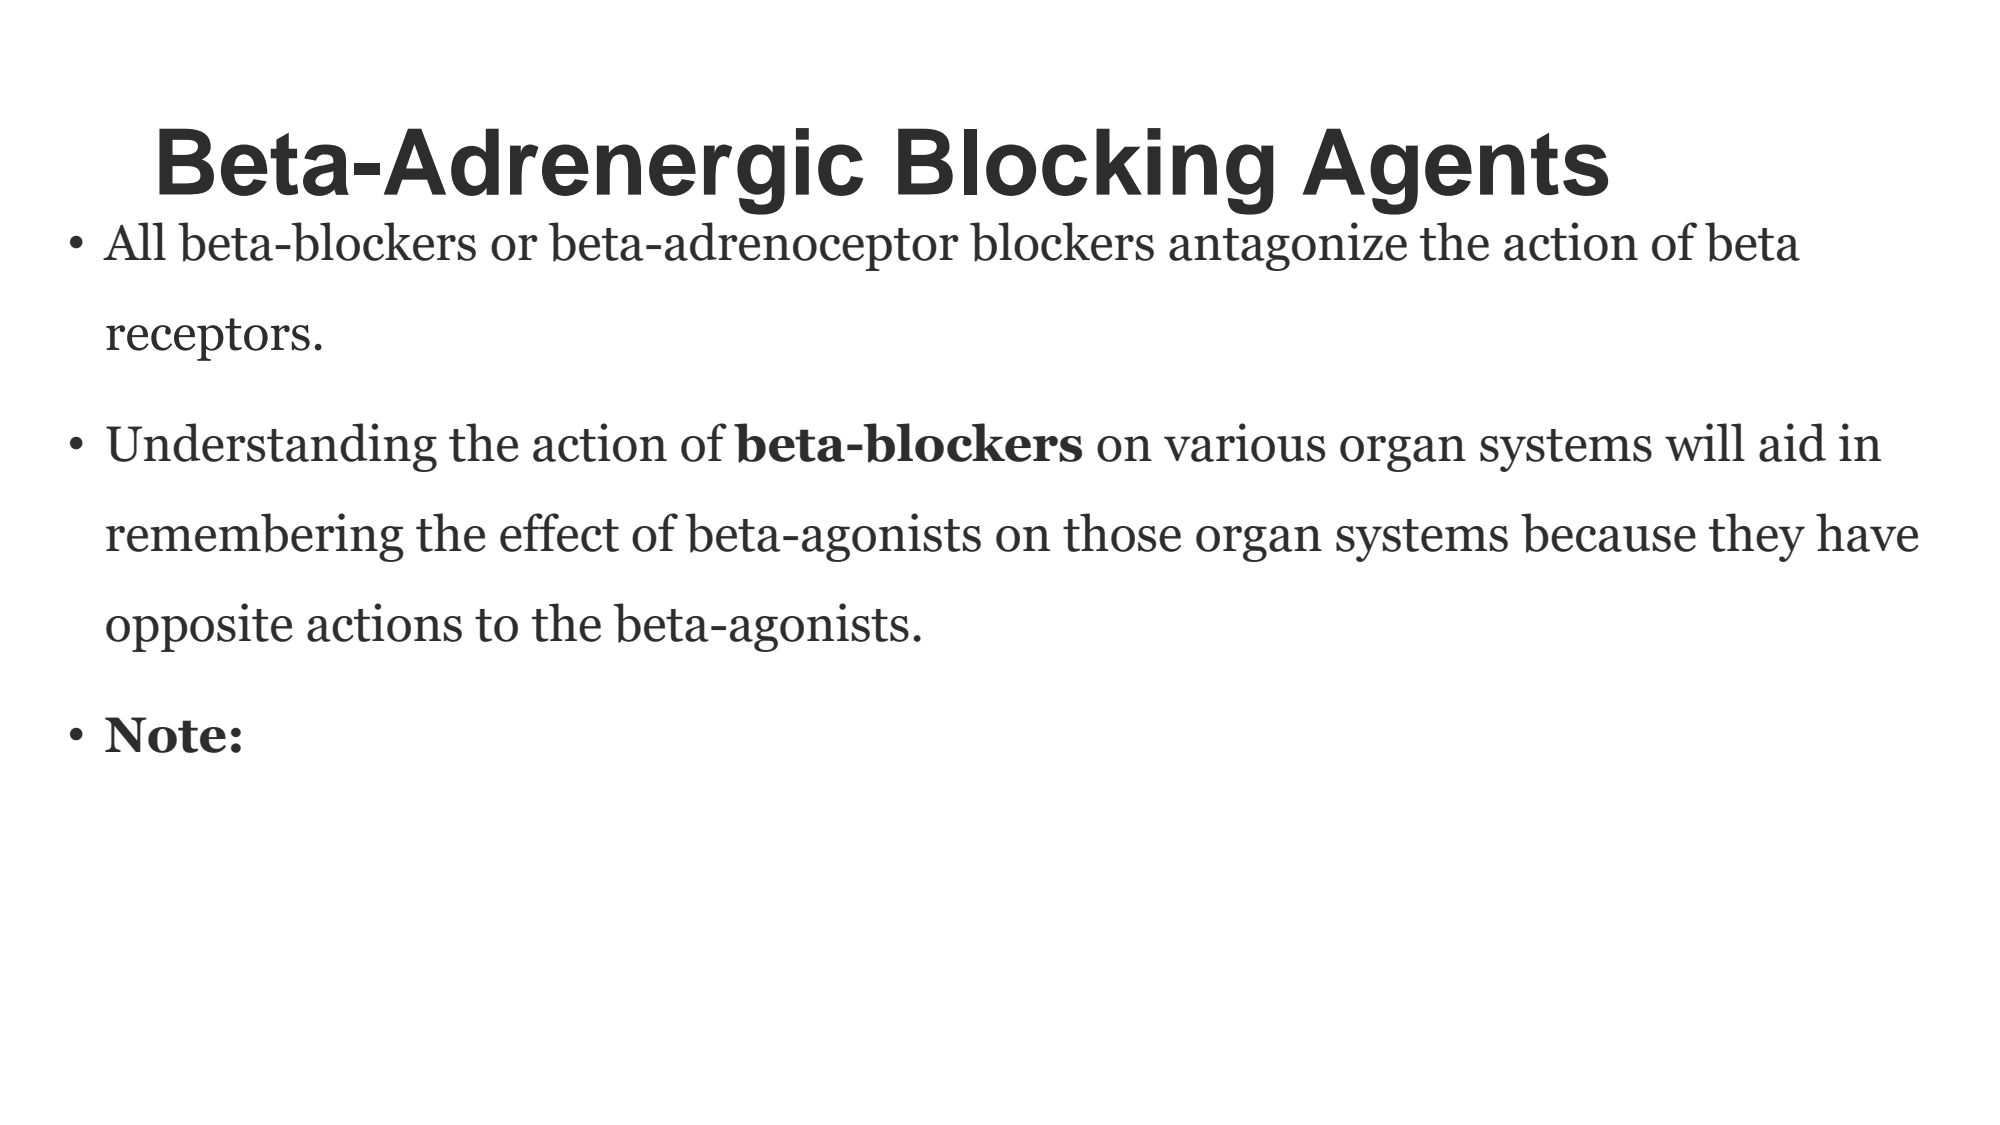 Beta-Adrenergic Blocking Agents
• All beta-blockers or beta-adrenoceptor blockers antagonize the action of beta
receptors.
• Understanding the action of beta-blockers on various organ systems will aid in
remembering the effect of beta-agonists on those organ systems because they have
opposite actions to the beta-agonists.
• Note: